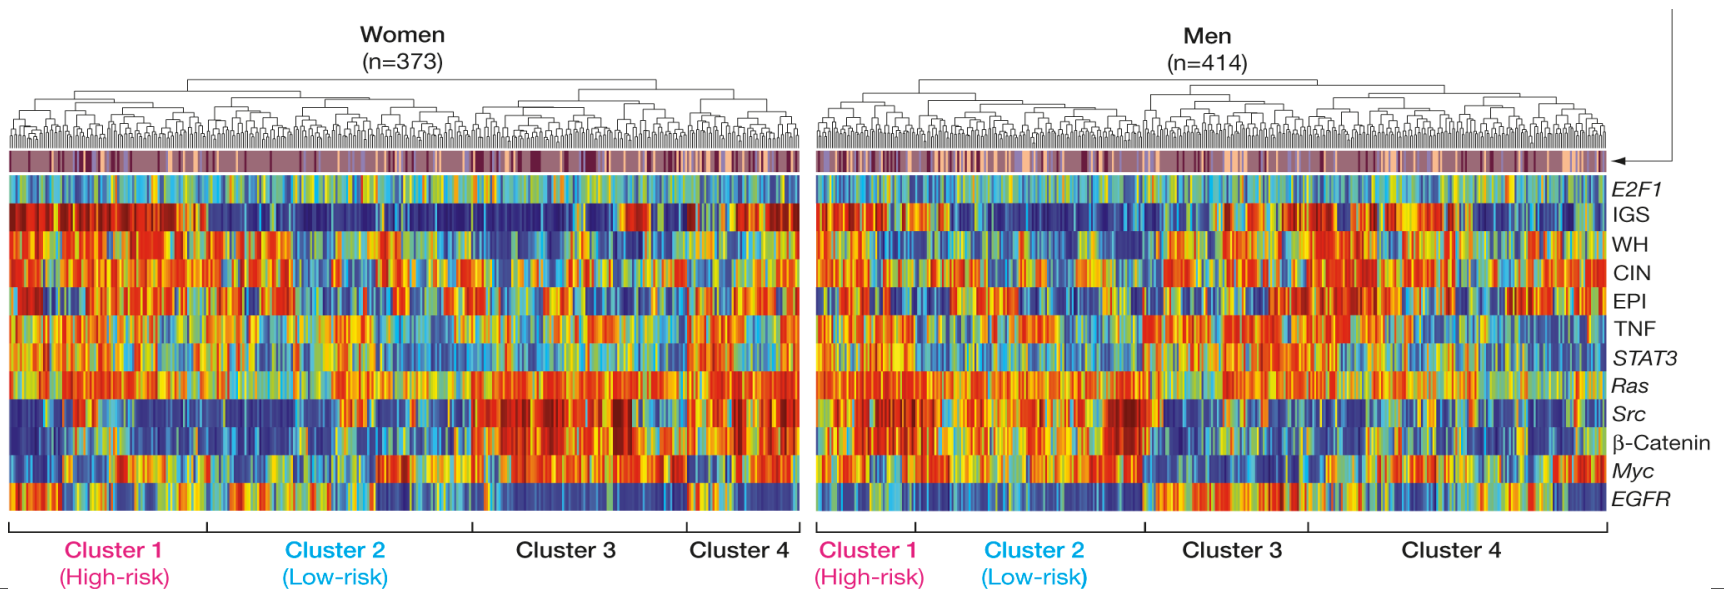 Women
(n=373)
Men
(n=414)
E2F1
IGS
WH
CIN
EPI
TNF
STAT3
Ras
Src
β-Catenin
Myc
EGFR
Cluster 1
(High-risk)
Cluster 2
(Low-risk)
Cluster 3
Cluster 4
Cluster 1
(High-risk)
Cluster 2
(Low-risk)
Cluster 3
Cluster 4